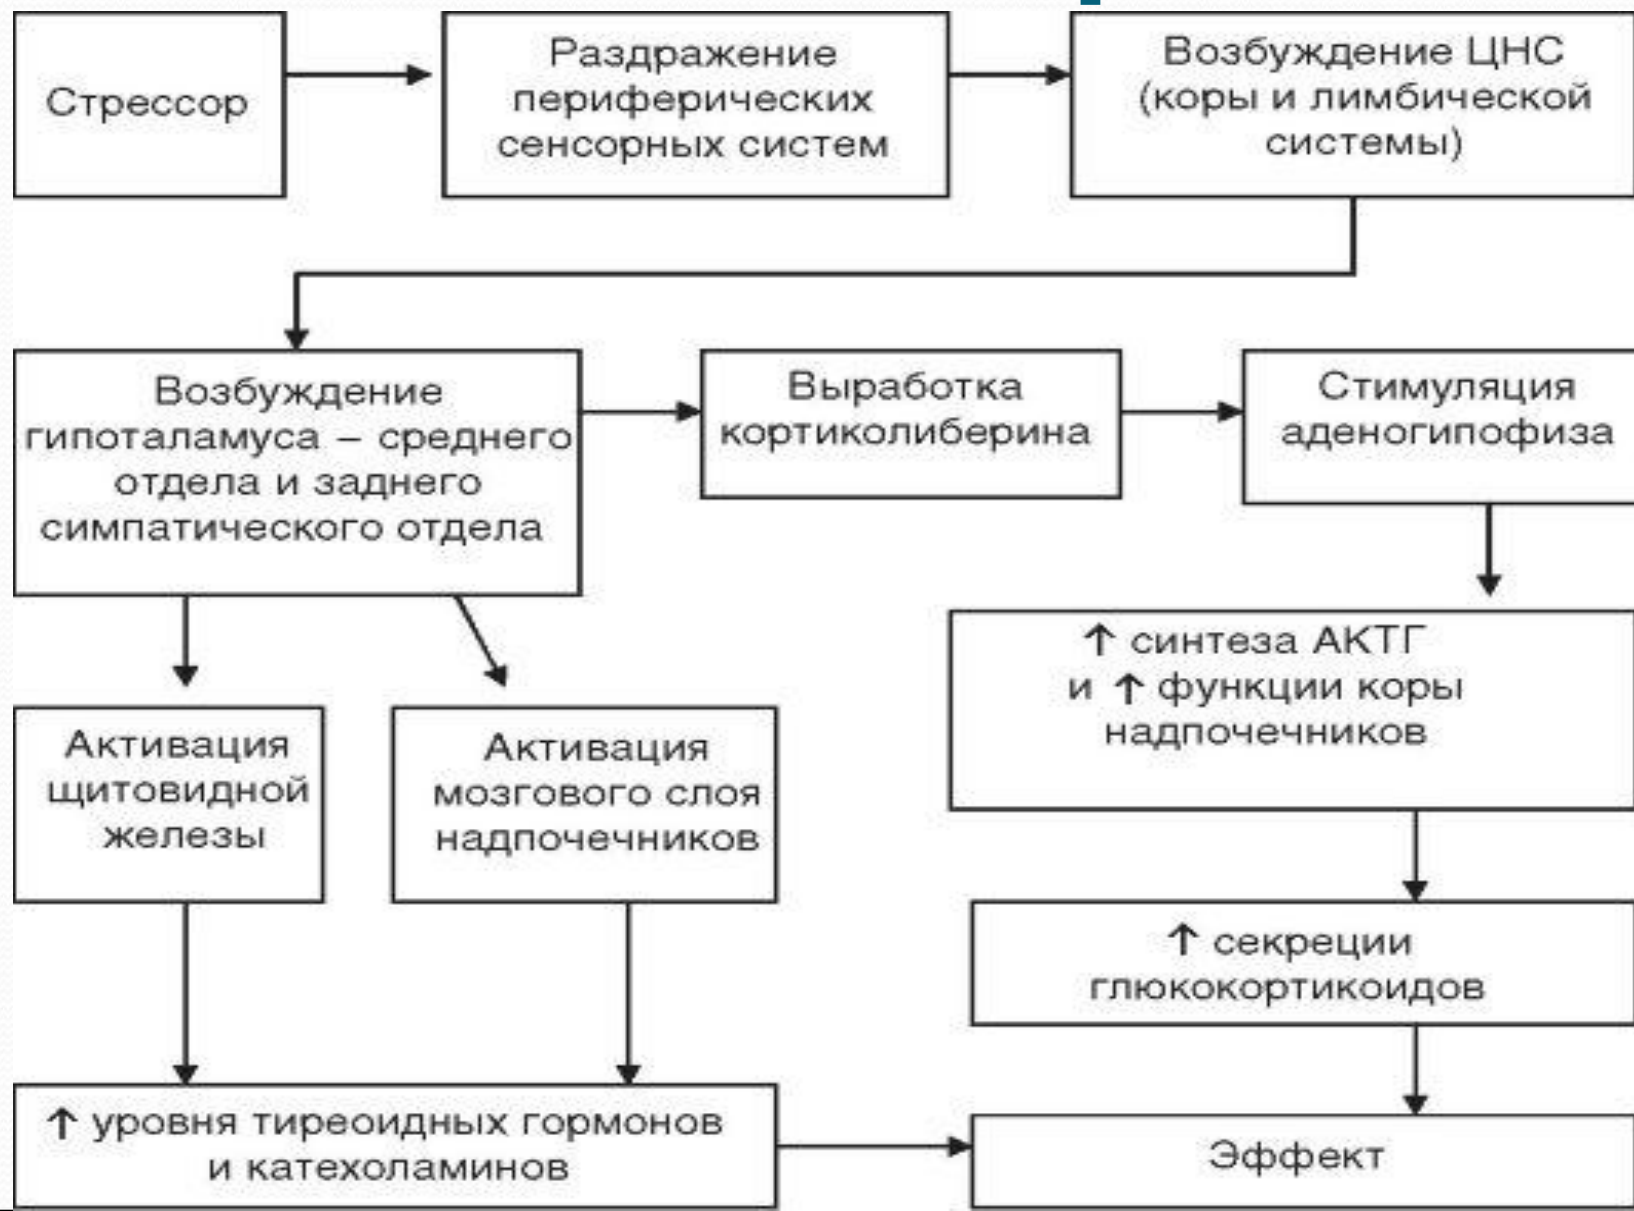 Стрессор
Раздражение
периферических
сенсорных систем
Возбуждение ЦНС
(коры и лимбической
системы)
Возбуждение
гипоталамуса – среднего
отдела и заднего
симпатического отдела
Выработка
кортиколиберина
Стимуляция
аденогипофиза
↑ синтеза АКТГ
и ↑ функции коры
надпочечников
Активация
щитовидной
железы
Активация
мозгового слоя
надпочечников
↑ секреции
глюкокортикоидов
↑ уровня тиреоидных гормонов
и катехоламинов
Эффект